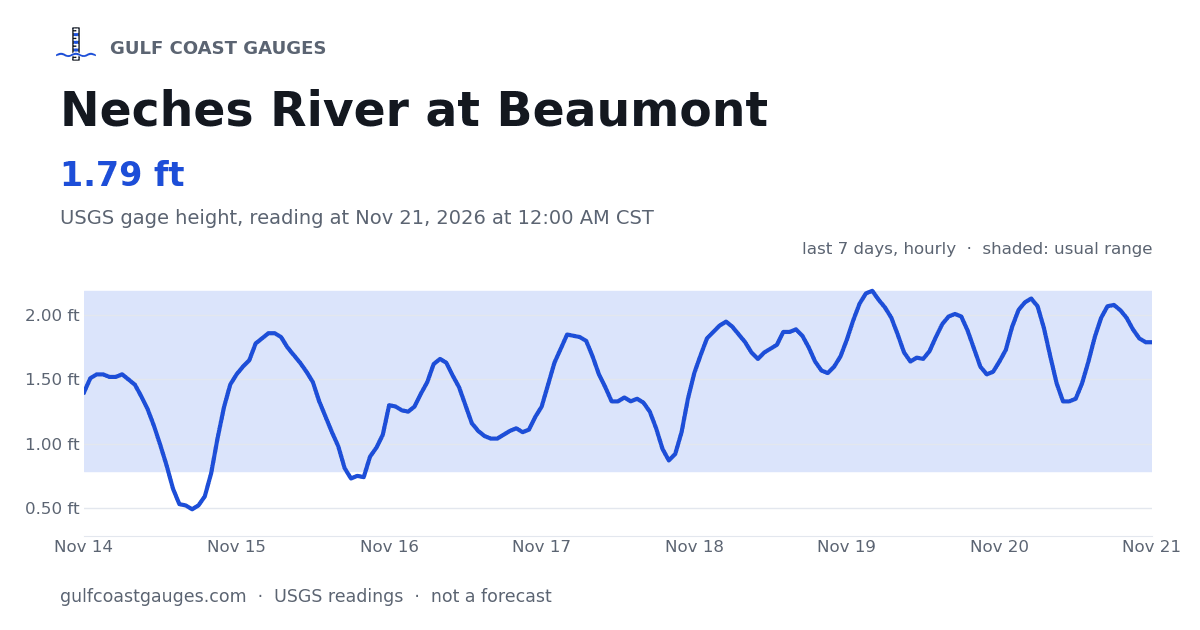 GULF COAST GAUGES
Neches River at Beaumont
1.79 ft
USGS gage height, reading at Nov 21, 2026 at 12:00 AM CST
last 7 days, hourly · shaded: usual range
2.00 ft
1.50 ft
1.00 ft
0.50 ft
Nov 14 Nov 15 Nov 16 Nov 17 Nov 18 Nov 19 Nov 20 Nov 21
gulfcoastgauges.com · USGS readings · not a forecast